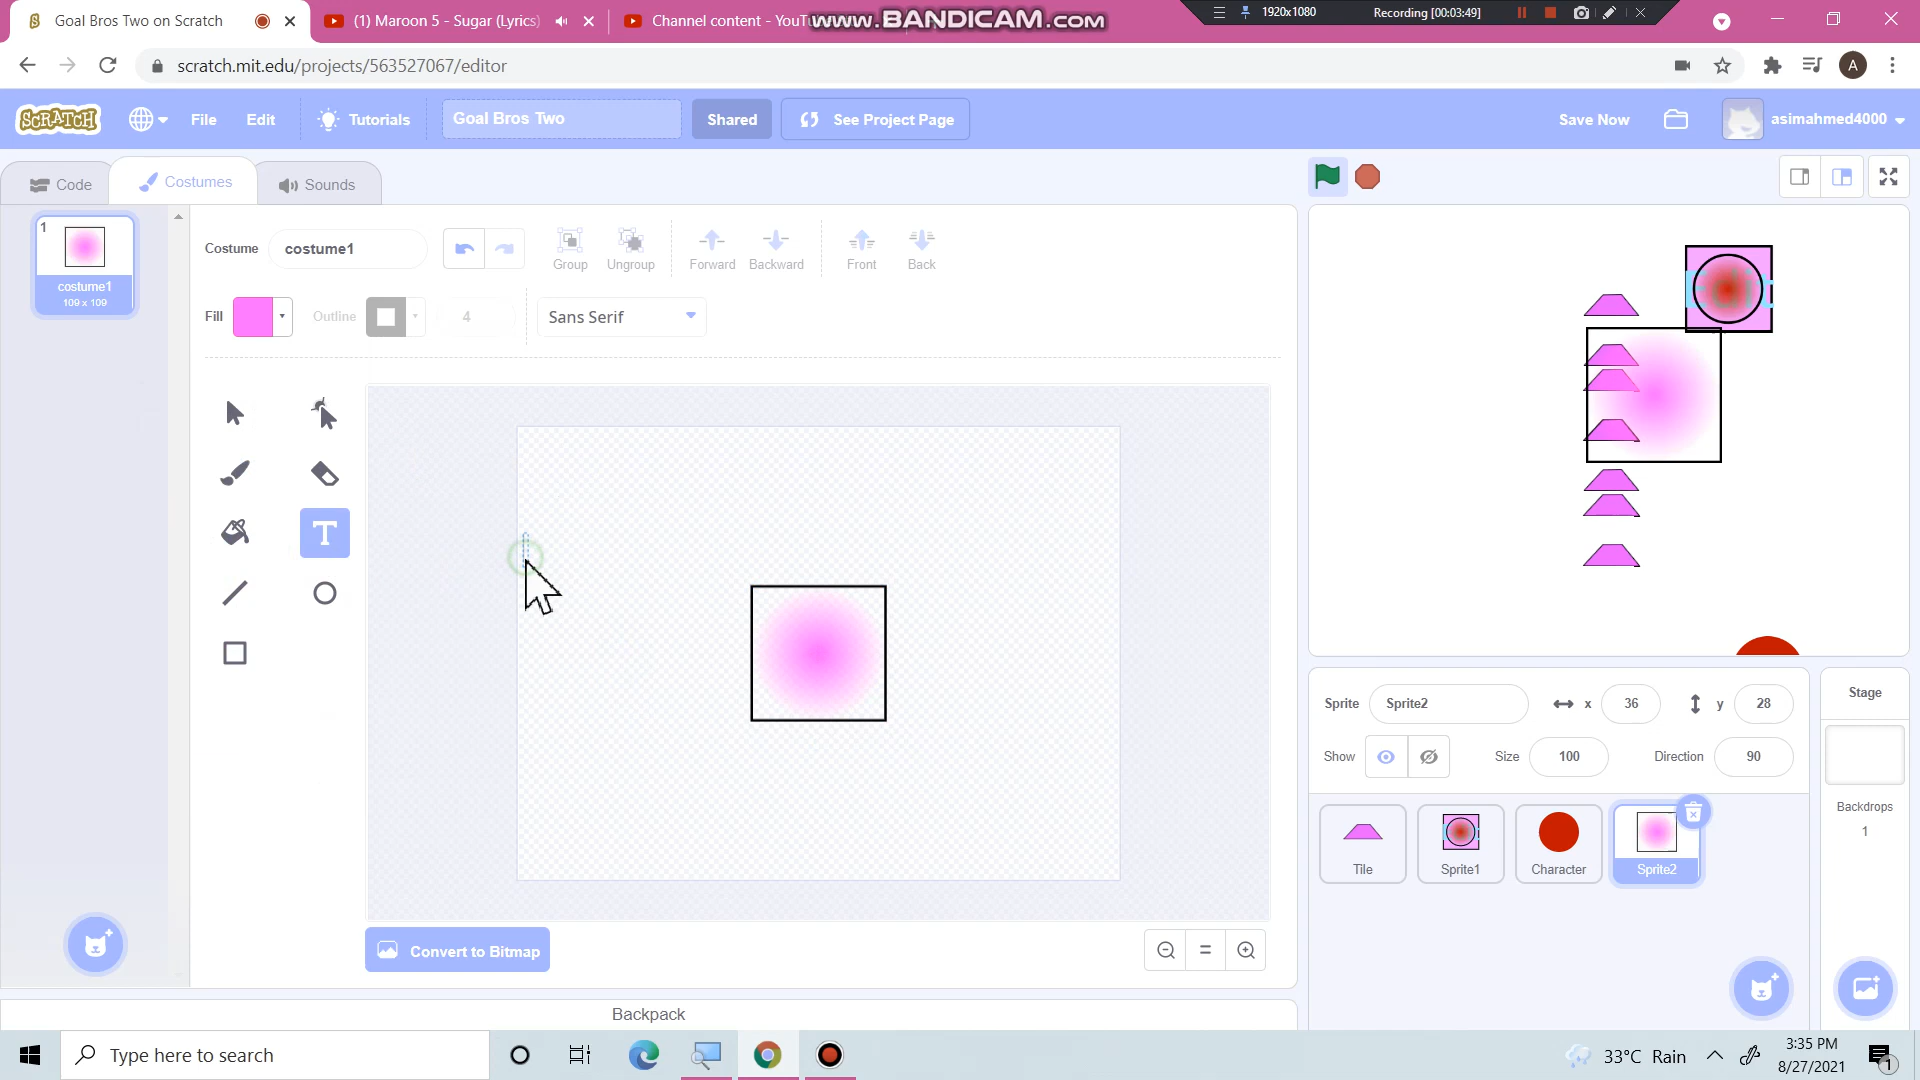 Goal Bros Two on Scratch
(1) Maroon 5 - Sugar (Lyrics)
Channel content - YouTu
www.BANDICAM.com
1920x1080
Recording [00:03:49]
scratch.mit.edu/projects/563527067/editor
A
SCRATCH
File
Edit
Tutorials
Goal Bros Two
Shared
See Project Page
Save Now
asimahmed4000
Code
Costumes
Sounds
1
costume1
109 x 109
Costume
costume1
Group
Ungroup
Forward
Backward
Front
Back
Fill
Outline
4
Sans Serif
T
Convert to Bitmap
Backpack
Sprite
Sprite2
x
36
y
28
Show
Size
100
Direction
90
Stage
Backdrops
1
Tile
Sprite1
Character
Sprite2
Type here to search
33°C Rain
3:35 PM
8/27/2021
1